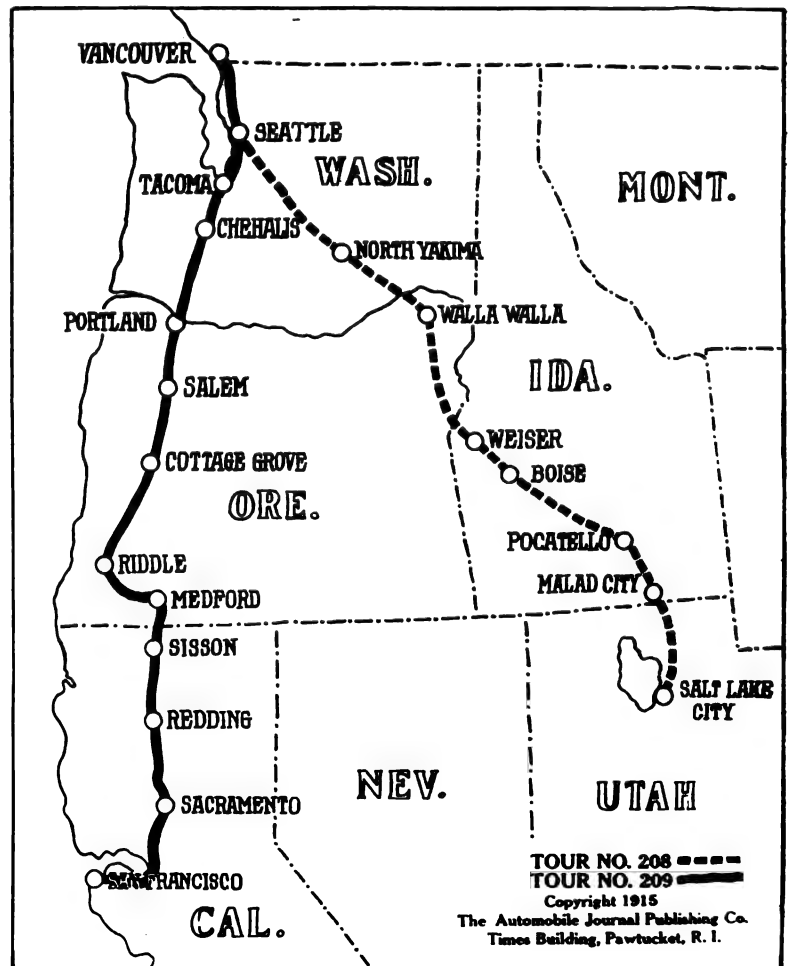 VANCOUVER
SEATTLE
WASH.
TACOMA
MONT.
CHEHALIS
NORTH YAKIMA
PORTLAND
WALLA WALLA
SALEM
IDA.
WEISER
COTTAGE GROVE
BOISE
ORE.
POCATELLO
RIDDLE
MALAD CITY
MEDFORD
SISSON
SALT LAKE
CITY
REDDING
NEV.
UTAH
SACRAMENTO
TOUR NO. 208
TOUR NO. 209
SAN FRANCISCO
Copyright 1915
CAL.
The Automobile Journal Publishing Co.
Times Building, Pawtucket, R. I.